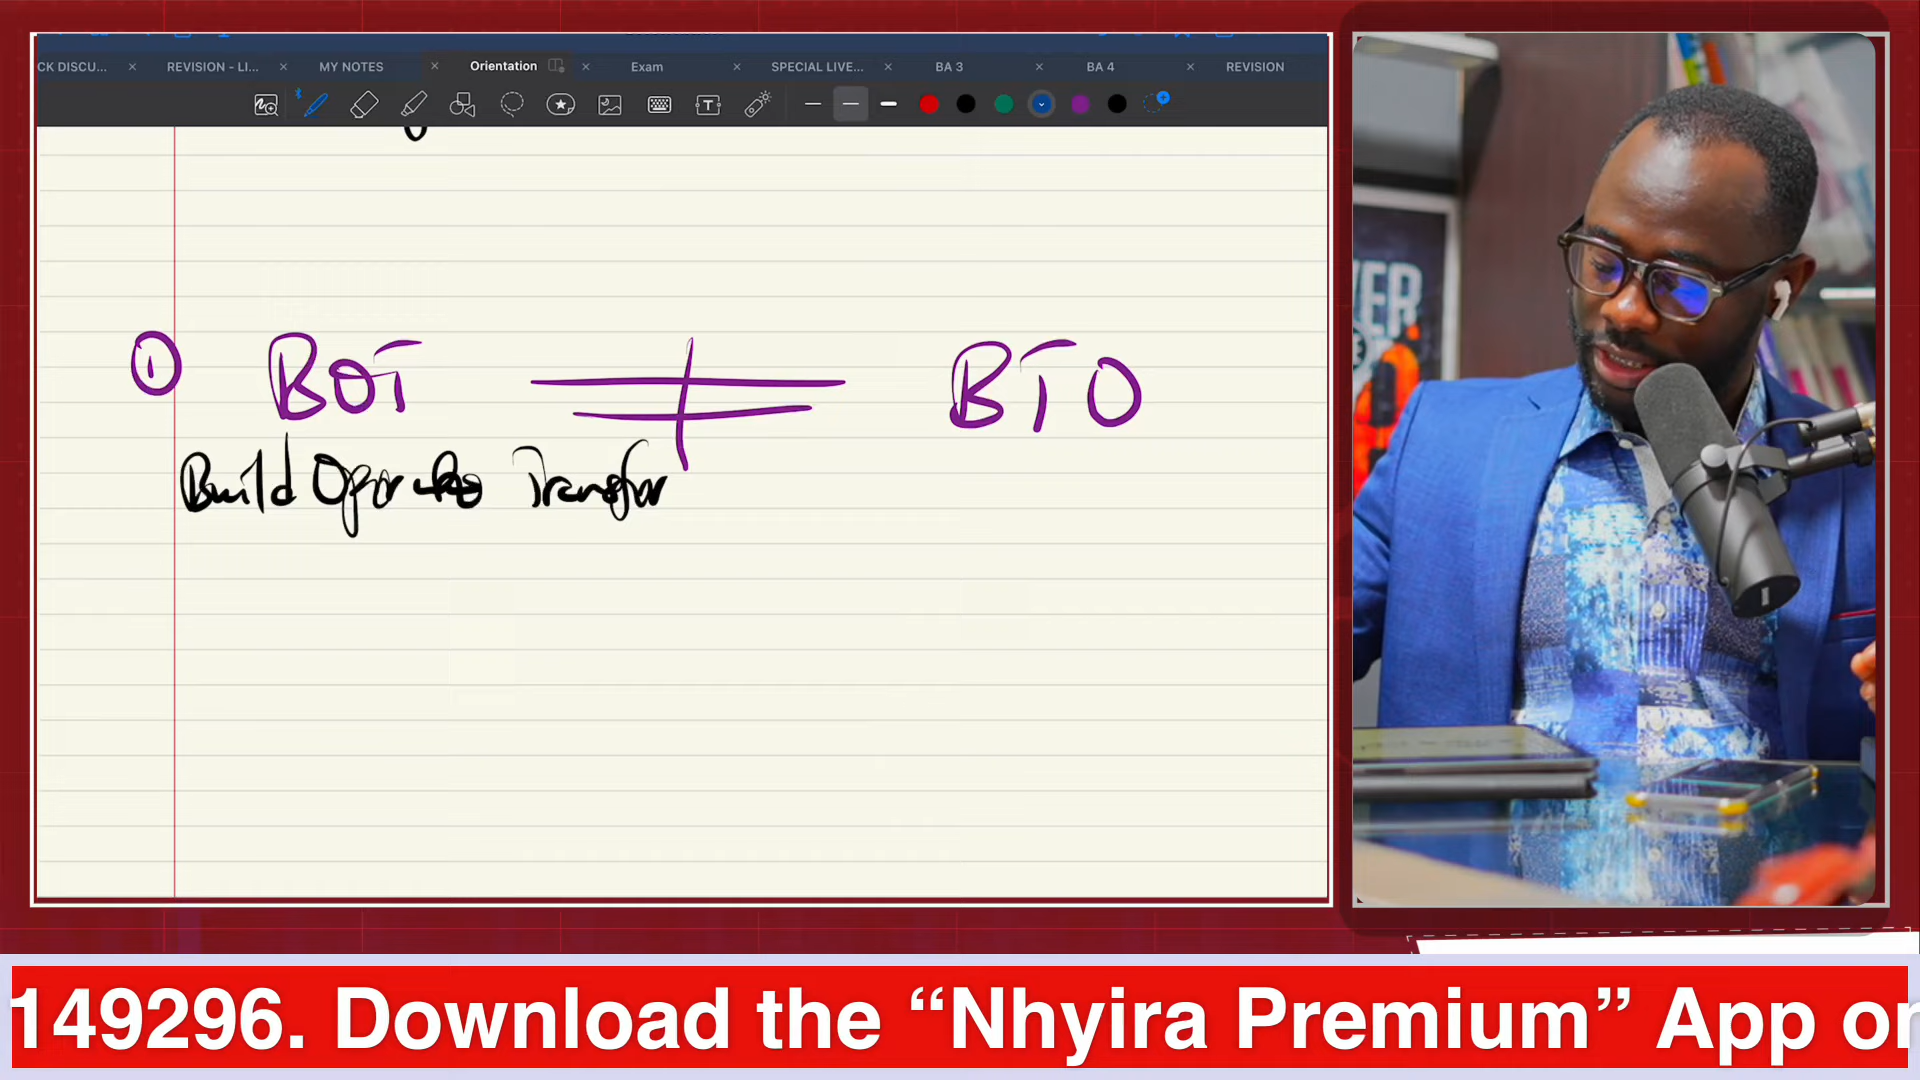 CK DISCU... REVISION - LI... MY NOTES Orientation Exam SPECIAL LIVE... BA 3 BA 4 REVISION
① BOT ≠ BTO
Build Operate Transfer
149296. Download the “Nhyira Premium” App on